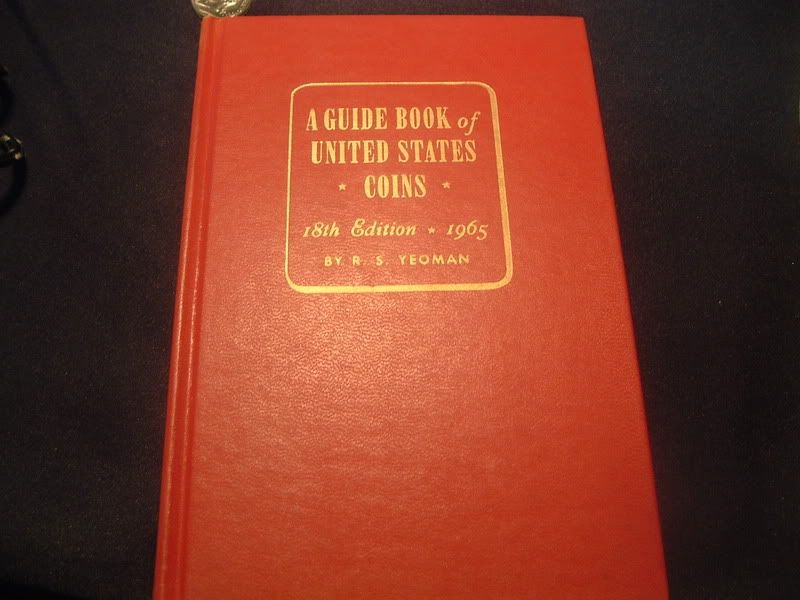 A GUIDE BOOK of
UNITED STATES
★ COINS ★
18th Edition ★ 1965
BY R. S. YEOMAN